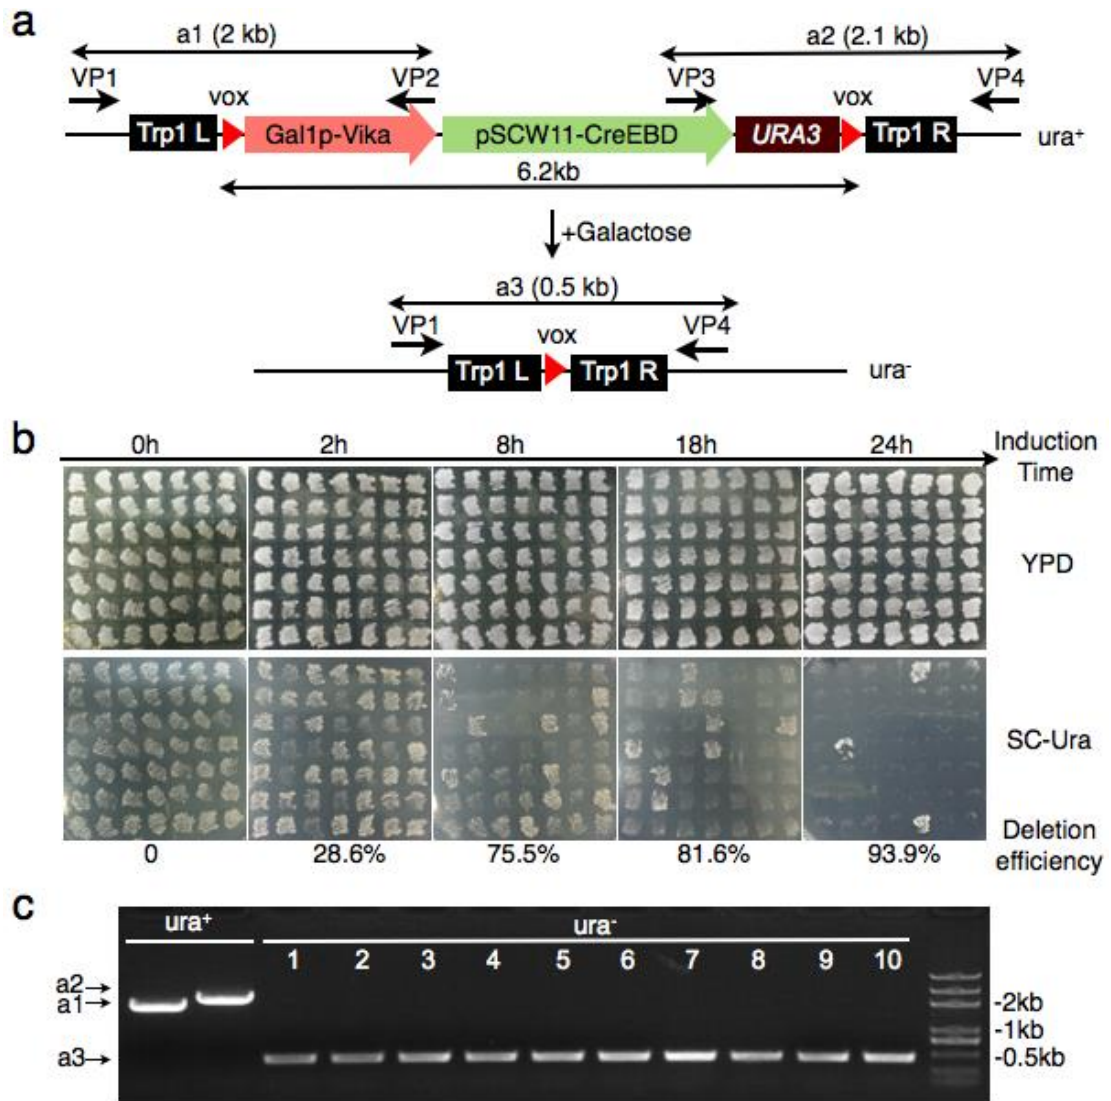 a
a1 (2 kb)
a2 (2.1 kb)
VP1
VP2
VP3
VP4
vox
vox
Trp1 L
Gal1p-Vika
pSCW11-CreEBD
URA3
Trp1 R
ura⁺
6.2kb
+Galactose
a3 (0.5 kb)
VP1
vox
VP4
Trp1 L
Trp1 R
ura⁻
b
0h
2h
8h
18h
24h
Induction
Time
YPD
SC-Ura
Deletion
efficiency
0
28.6%
75.5%
81.6%
93.9%
c
ura⁺
ura⁻
1 2 3 4 5 6 7 8 9 10
a2
a1
a3
-2kb
-1kb
-0.5kb